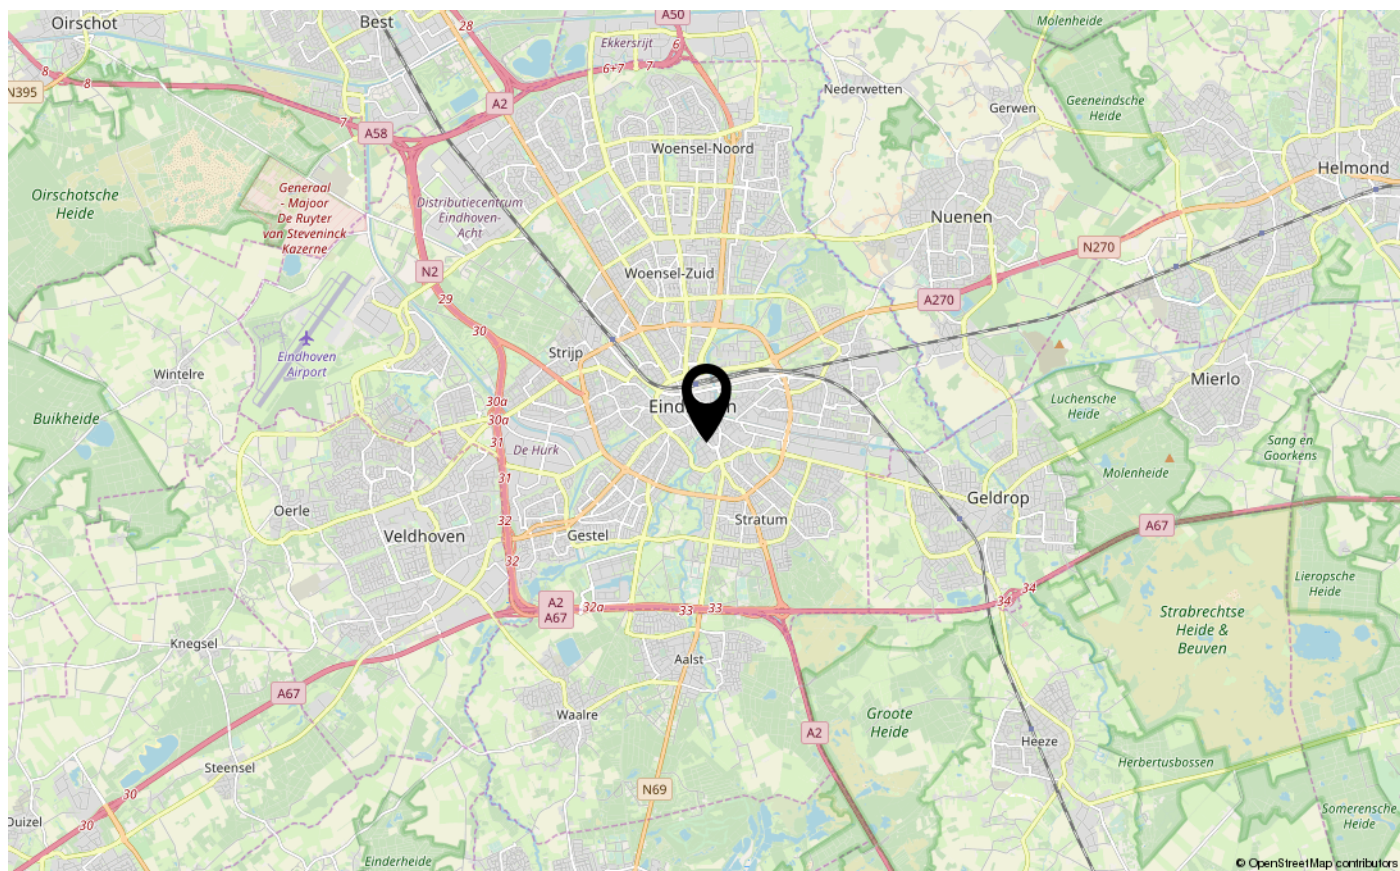 Oirschot
Best
28
A50
Molenheide
Ekkersrijt
6
6+7
7
8
8
N395
A2
Nederwetten
Gerwen
Geeneindsche
Heide
7
A58
Woensel-Noord
Helmond
Oirschotsche
Heide
Generaal
- Majoor
De Ruyter
van Steveninck
Kazerne
Distributiecentrum
Eindhoven-
Acht
Nuenen
N270
N2
Woensel-Zuid
29
A270
30
Strijp
Eindhoven
Airport
Wintelre
Mierlo
30a
30a
Luchensche
Heide
Buikheide
31
De Hurk
Sang en
Goorkens
Molenheide
31
Geldrop
Oerle
32
Stratum
A67
Veldhoven
Gestel
32
Lieropsche
Heide
A2
A67
32a
33
33
34
34
Strabrechtse
Heide &
Beuven
Knegsel
Aalst
A67
Waalre
Groote
Heide
A2
Heeze
Steensel
Herbertusbossen
N69
30
30
Duizel
Somerensche
Heide
Einderheide
© OpenStreetMap contributors